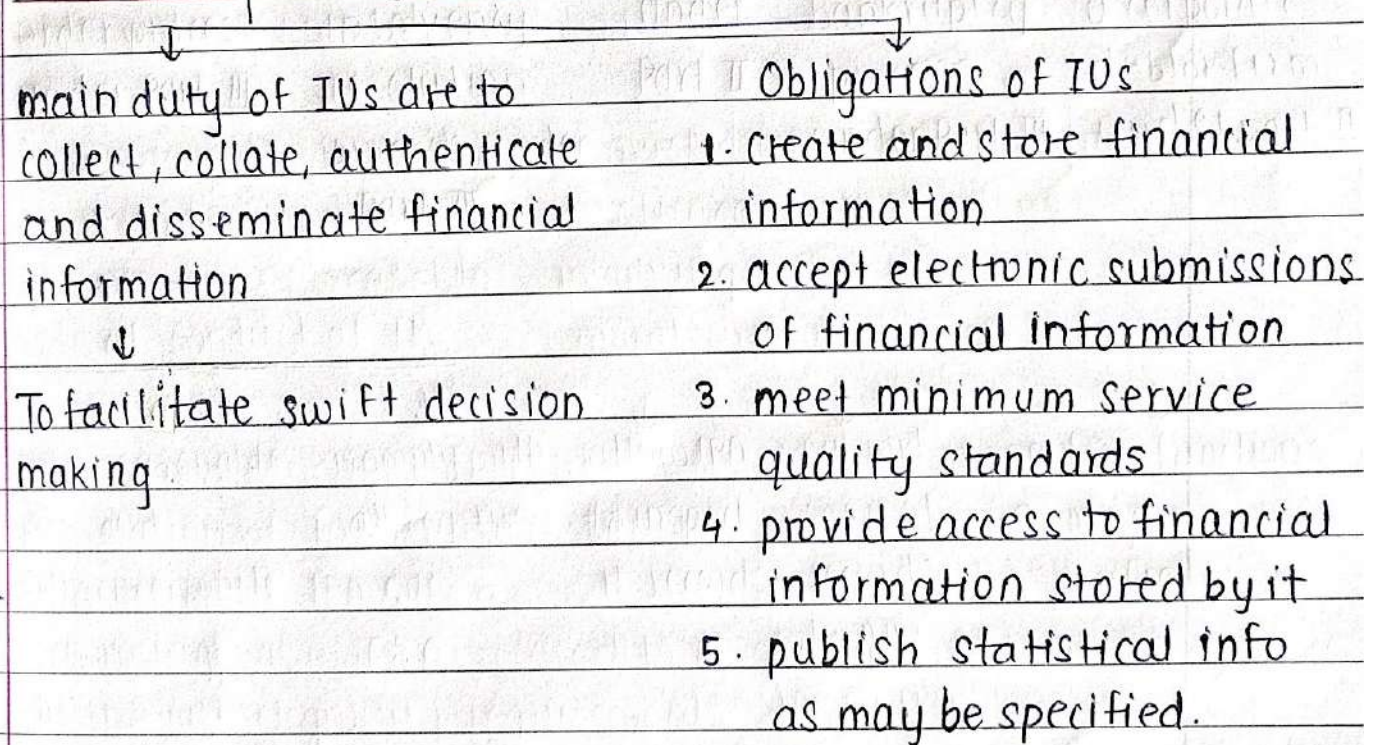 main duty of IUs are to
collect, collate, authenticate
and disseminate financial
information
↓
To facilitate swift decision
making
Obligations of IUs
1. create and store financial
information
2. accept electronic submissions
of financial information
3. meet minimum service
quality standards
4. provide access to financial
information stored by it
5. publish statistical info
as may be specified.